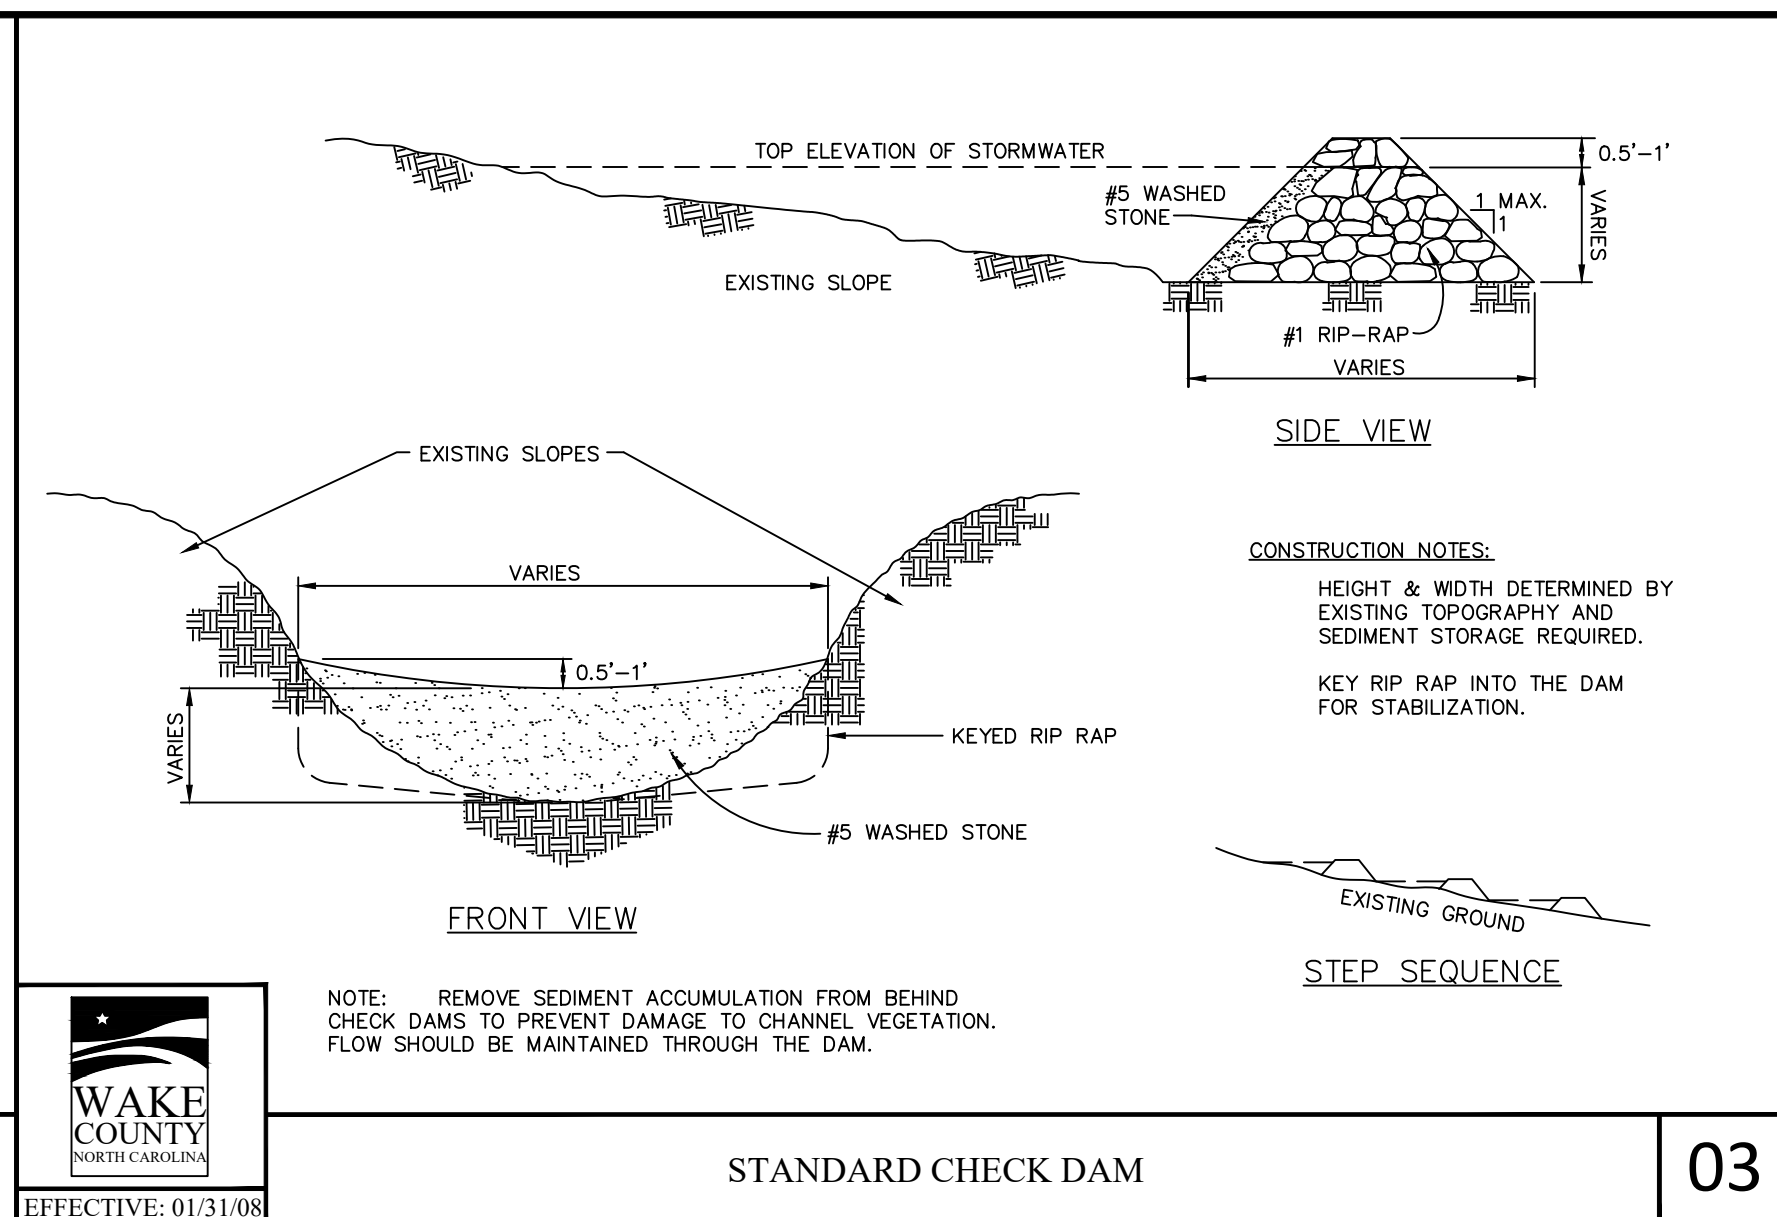 TOP ELEVATION OF STORMWATER
0.5'-1'
#5 WASHED
STONE
1 MAX.
1
VARIES
EXISTING SLOPE
#1 RIP-RAP
VARIES
SIDE VIEW
EXISTING SLOPES
VARIES
0.5'-1'
VARIES
KEYED RIP RAP
#5 WASHED STONE
FRONT VIEW
CONSTRUCTION NOTES:
HEIGHT & WIDTH DETERMINED BY
EXISTING TOPOGRAPHY AND
SEDIMENT STORAGE REQUIRED.
KEY RIP RAP INTO THE DAM
FOR STABILIZATION.
EXISTING GROUND
STEP SEQUENCE
NOTE: REMOVE SEDIMENT ACCUMULATION FROM BEHIND
CHECK DAMS TO PREVENT DAMAGE TO CHANNEL VEGETATION.
FLOW SHOULD BE MAINTAINED THROUGH THE DAM.
WAKE
COUNTY
NORTH CAROLINA
EFFECTIVE: 01/31/08
STANDARD CHECK DAM
03